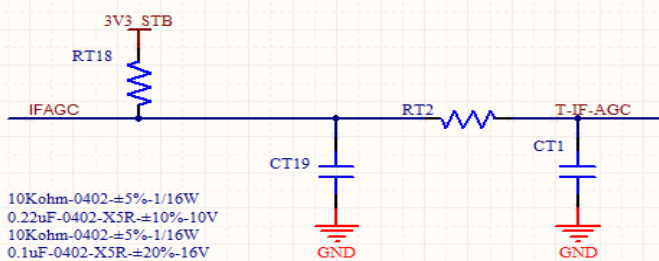 3V3_STB
RT18
IFAGC
RT2
T-IF-AGC
CT19
CT1
10Kohm-0402-±5%-1/16W
0.22uF-0402-X5R-±10%-10V
10Kohm-0402-±5%-1/16W
0.1uF-0402-X5R-±20%-16V
GND
GND